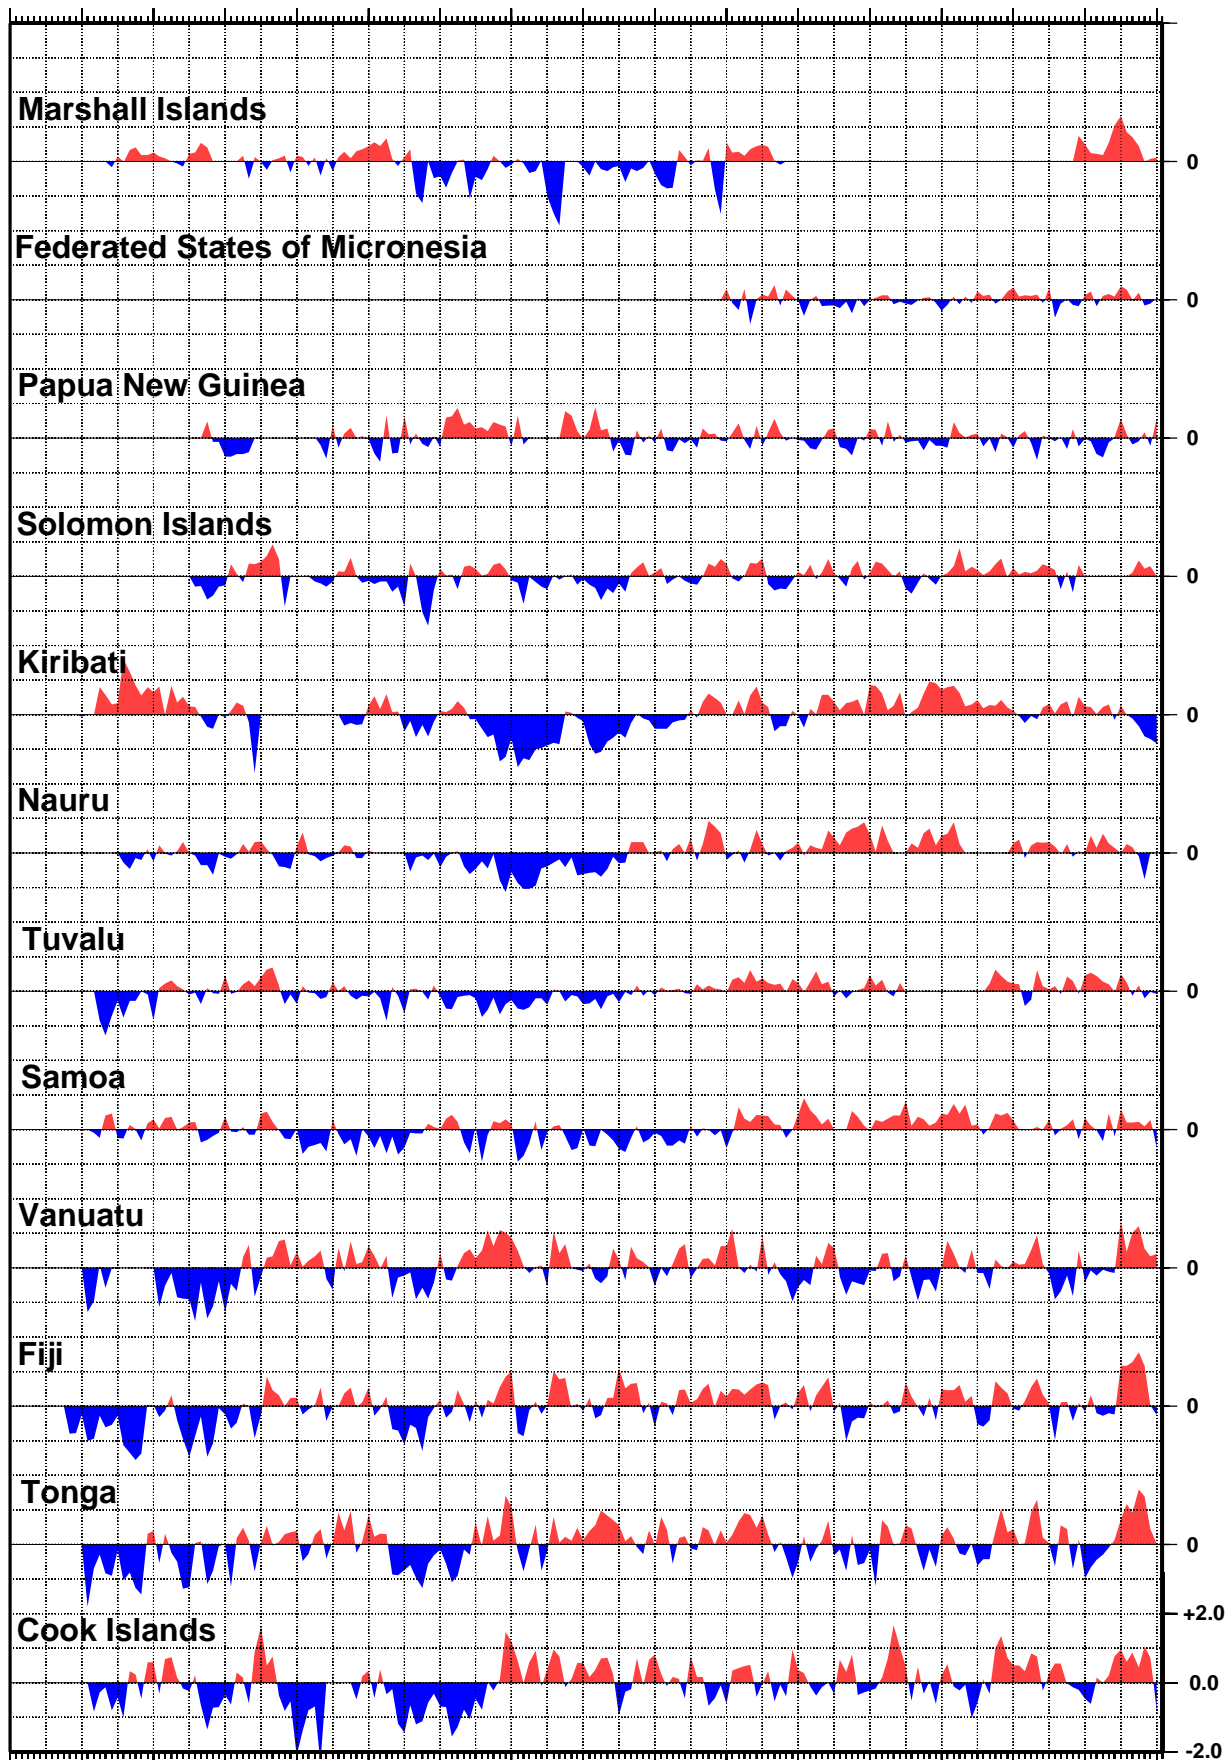 Marshall Islands
0
Federated States of Micronesia
0
Papua New Guinea
0
Solomon Islands
0
Kiribati
0
Nauru
0
Tuvalu
0
Samoa
0
Vanuatu
0
Fiji
0
Tonga
0
+2.0
Cook Islands
0.0
-2.0